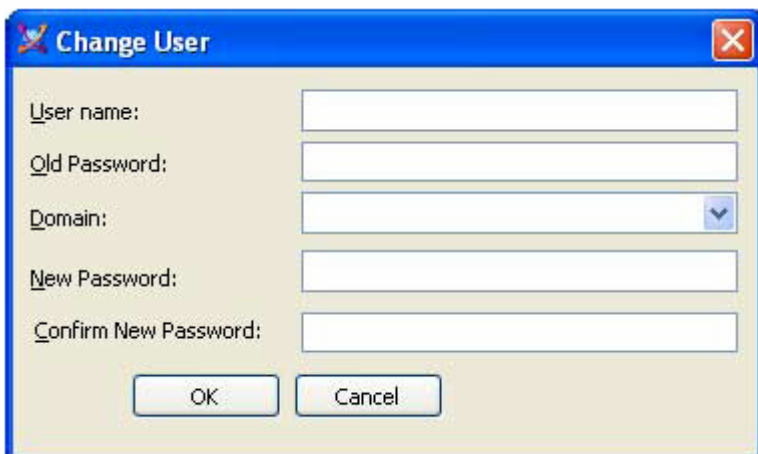 Change User
User name:
Old Password:
Domain:
New Password:
Confirm New Password:
OK Cancel